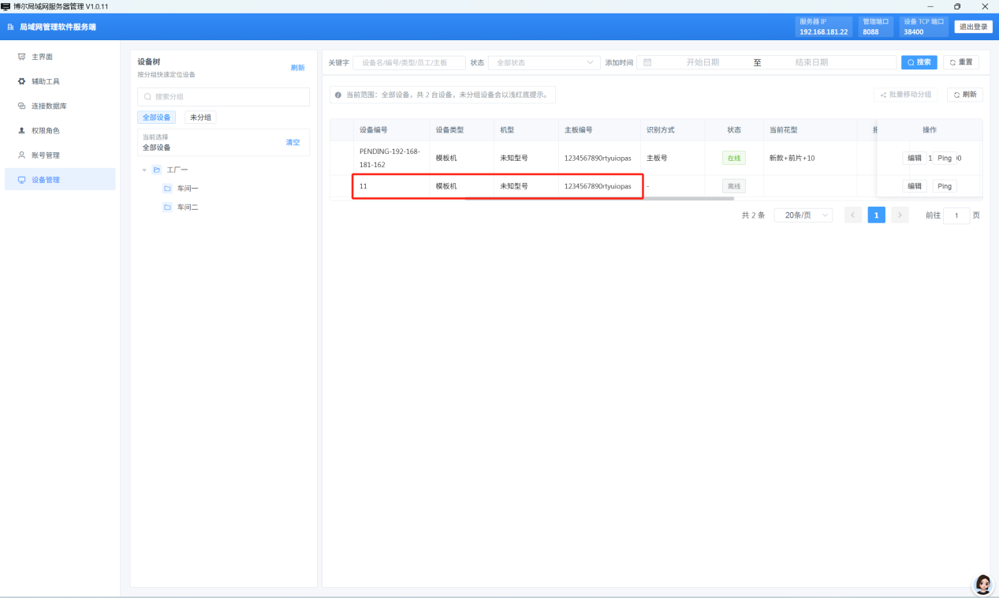 博尔局域网服务器管理 V1.0.11
局域网管理软件服务端
服务器 IP
192.168.181.22
管理端口
8088
设备 TCP 端口
38400
退出登录
主界面
辅助工具
连接数据库
权限角色
账号管理
设备管理
设备树
按分组快速定位设备
刷新
搜索分组
全部设备 未分组
当前选择
全部设备
清空
工厂一
车间一
车间二
关键字 设备名/编号/类型/员工/主板 状态 全部状态 添加时间 开始日期 至 结束日期 搜索 重置
当前范围：全部设备，共 2 台设备，未分组设备会以浅红底提示。 批量移动分组 刷新
设备编号 设备类型 机型 主板编号 识别方式 状态 当前花型 操作
PENDING-192-168-
181-162
模板机 未知型号 1234567890rtyuiopas 主板号 在线 新款+前片+10 编辑 Ping
11 模板机 未知型号 1234567890rtyuiopas - 离线 编辑 Ping
共 2 条 20条/页 1 前往 1 页